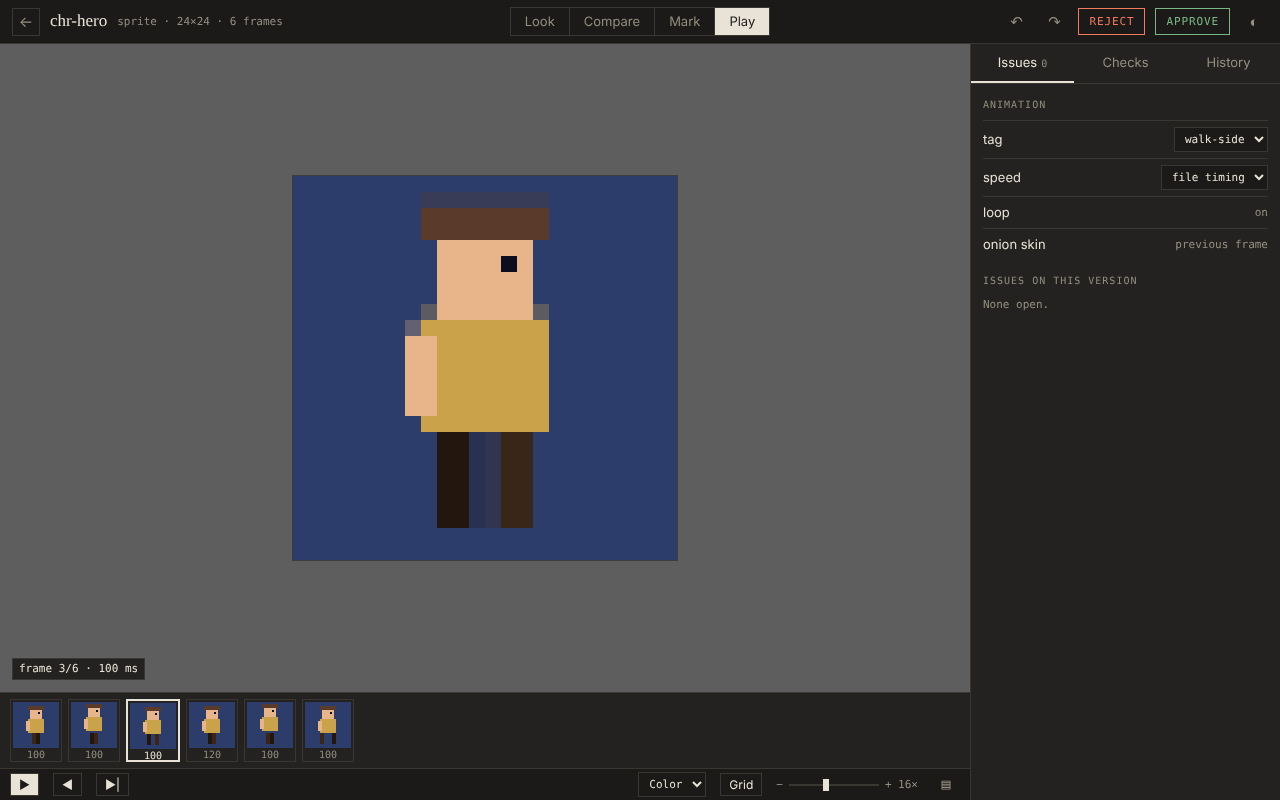 chr-hero sprite · 24×24 · 6 frames
Look Compare Mark Play
REJECT APPROVE
Issues 0 Checks History
ANIMATION
tag walk-side
speed file timing
loop on
onion skin previous frame
ISSUES ON THIS VERSION
None open.
frame 3/6 · 100 ms
100 100 100 120 100 100
Color Grid − + 16×